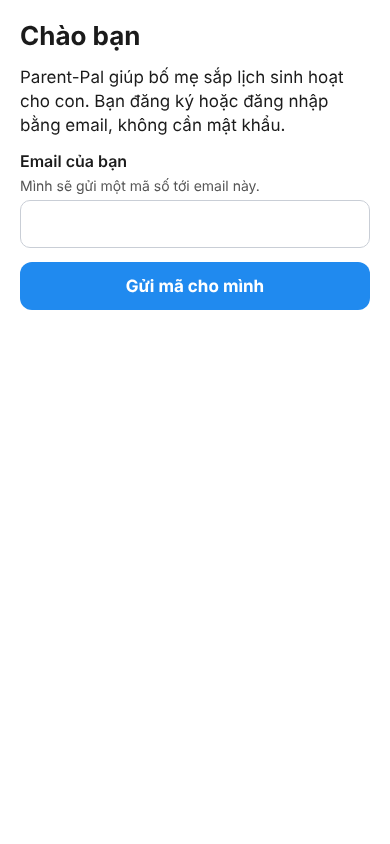 Chào bạn
Parent-Pal giúp bố mẹ sắp lịch sinh hoạt
cho con. Bạn đăng ký hoặc đăng nhập
bằng email, không cần mật khẩu.
Email của bạn
Mình sẽ gửi một mã số tới email này.
Gửi mã cho mình